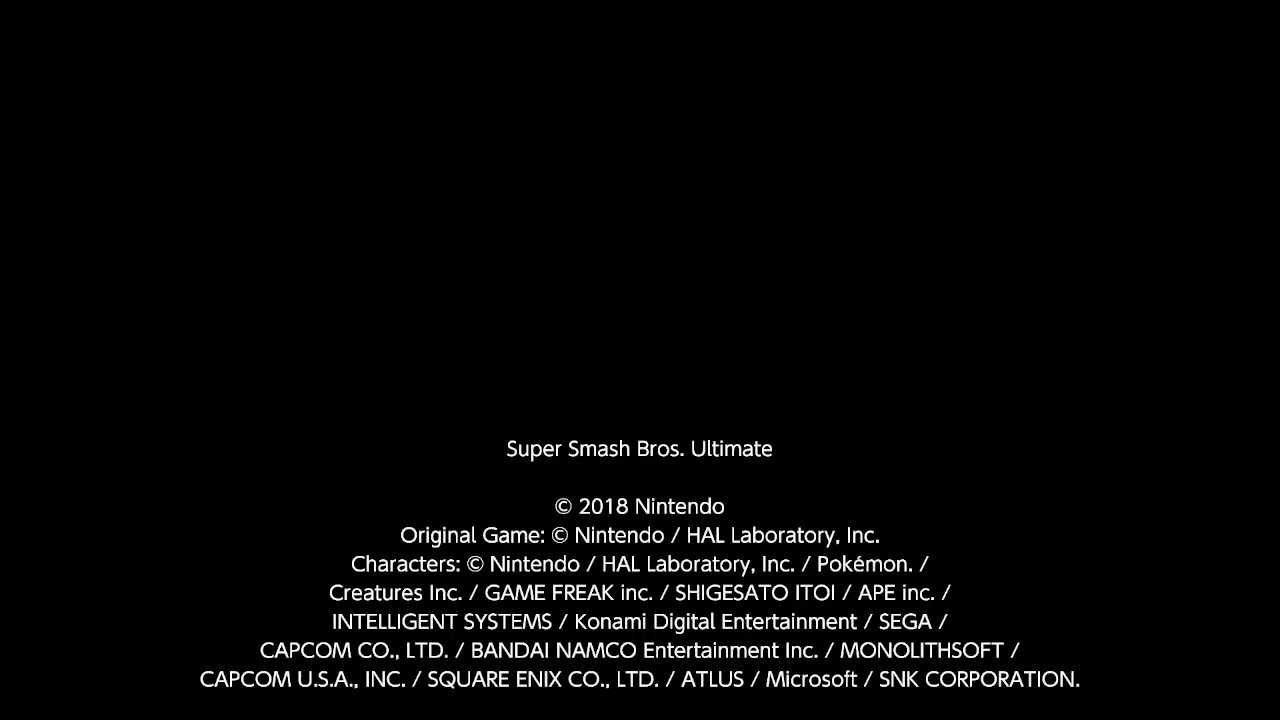 Super Smash Bros. Ultimate
© 2018 Nintendo
Original Game: © Nintendo / HAL Laboratory, Inc.
Characters: © Nintendo / HAL Laboratory, Inc. / Pokémon. /
Creatures Inc. / GAME FREAK inc. / SHIGESATO ITOI / APE inc. /
INTELLIGENT SYSTEMS / Konami Digital Entertainment / SEGA /
CAPCOM CO., LTD. / BANDAI NAMCO Entertainment Inc. / MONOLITHSOFT /
CAPCOM U.S.A., INC. / SQUARE ENIX CO., LTD. / ATLUS / Microsoft / SNK CORPORATION.